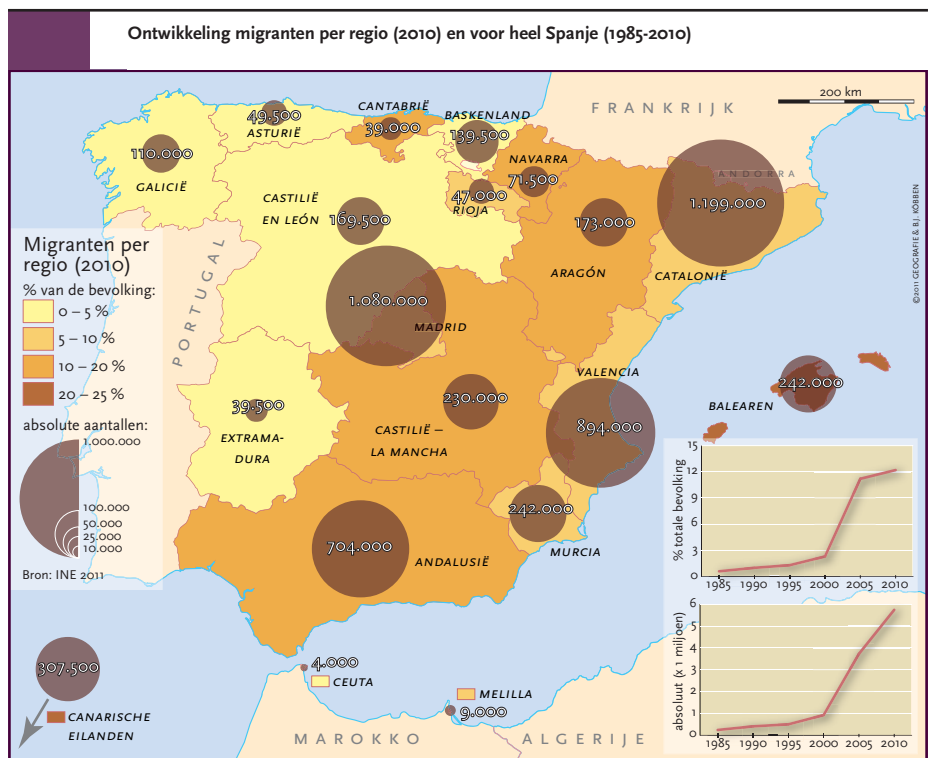 Ontwikkeling migranten per regio (2010) en voor heel Spanje (1985-2010)
200 km
FRANKRIJK
ANDORRA
PORTUGAL
MAROKKO
ALGERIJE
49.500
ASTURIË
CANTABRIË
39.000
BASKENLAND
139.500
110.000
GALICIË
NAVARRA
71.500
47.000
RIOJA
CASTILIË
EN LEÓN
169.500
173.000
ARAGÓN
1.199.000
CATALONIË
1.080.000
MADRID
VALENCIA
894.000
242.000
BALEAREN
39.500
EXTRAMA-
DURA
230.000
CASTILIË –
LA MANCHA
242.000
MURCIA
704.000
ANDALUSIË
4.000
CEUTA
MELILLA
9.000
307.500
CANARISCHE
EILANDEN
Migranten per
regio (2010)
% van de bevolking:
0 – 5 %
5 – 10 %
10 – 20 %
20 – 25 %
absolute aantallen:
1.000.000
100.000
50.000
25.000
10.000
Bron: INE 2011
% totale bevolking
15
12
9
6
3
0
1985 1990 1995 2000 2005 2010
absoluut (x 1 miljoen)
6
5
4
3
2
1
0
1985 1990 1995 2000 2005 2010
©2011 GEOGRAFIE & B.J. KÖBBEN